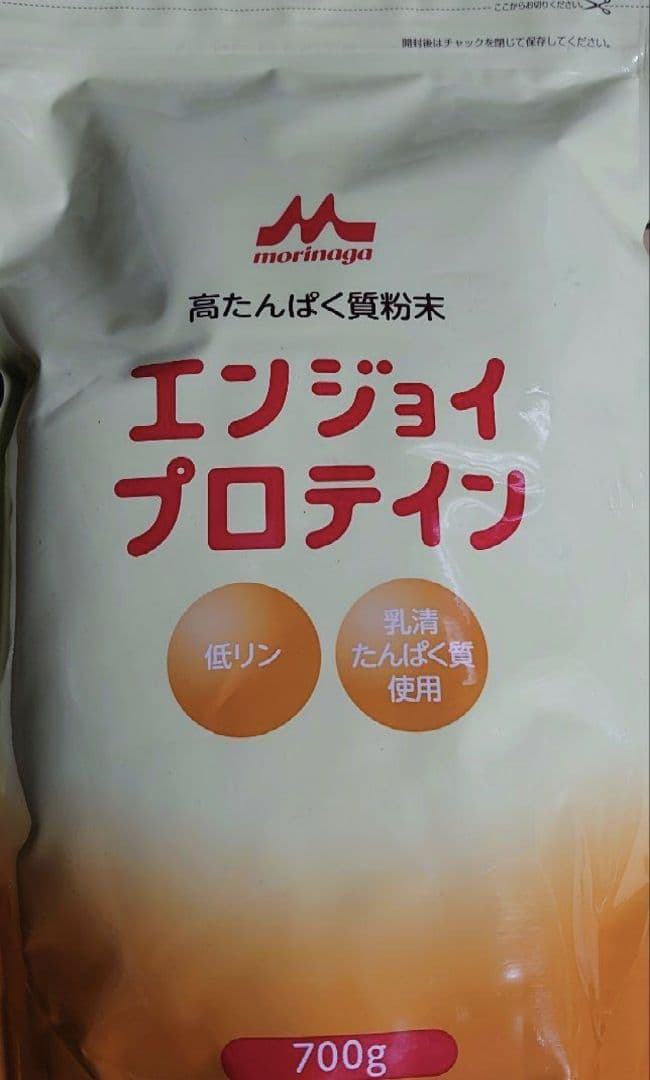 ここからお切りください。
開封後はチャックを閉じて保存してください。
morinaga
高たんぱく質粉末
エンジョイ
プロテイン
低リン
乳清
たんぱく質
使用
700g